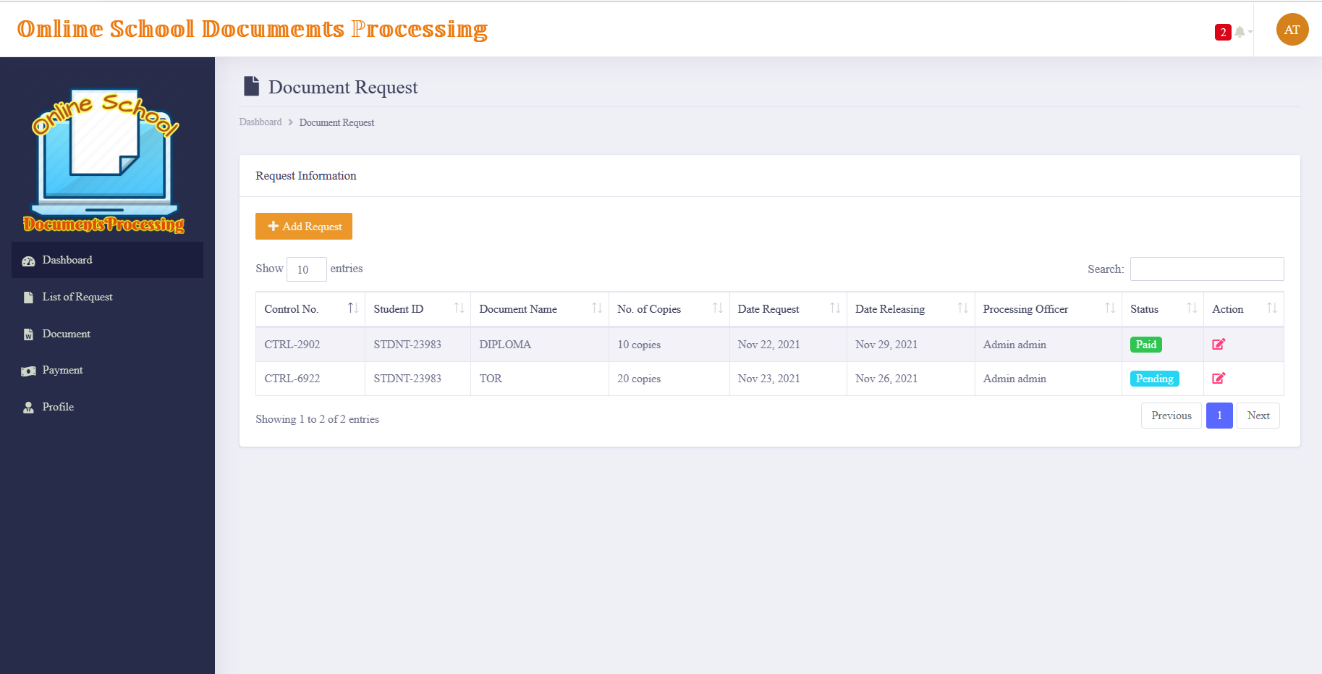 Online School Documents Processing
2
AT
Online School
DocumentsProcessing
Dashboard
List of Request
Document
Payment
Profile
Document Request
Dashboard > Document Request
Request Information
+ Add Request
Show 10 entries
Search:
Control No. Student ID Document Name No. of Copies Date Request Date Releasing Processing Officer Status Action
CTRL-2902 STDNT-23983 DIPLOMA 10 copies Nov 22, 2021 Nov 29, 2021 Admin admin Paid
CTRL-6922 STDNT-23983 TOR 20 copies Nov 23, 2021 Nov 26, 2021 Admin admin Pending
Showing 1 to 2 of 2 entries
Previous 1 Next